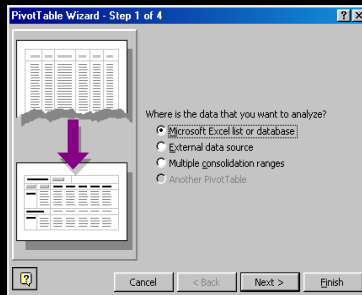 PivotTable Wizard - Step 1 of 4
Where is the data that you want to analyze?
Microsoft Excel list or database
External data source
Multiple consolidation ranges
Another PivotTable
Cancel
< Back
Next >
Finish